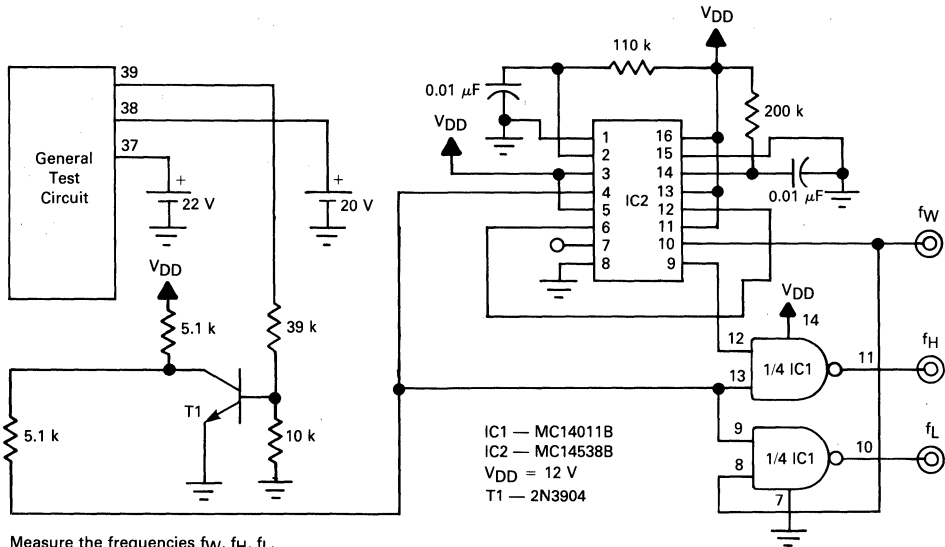 General
Test
Circuit
39
38
37
+
22 V
+
20 V
VDD
5.1 k
39 k
T1
10 k
5.1 k
VDD
110 k
0.01 μF
VDD
200 k
0.01 μF
1
2
3
4
5
6
7
8
IC2
16
15
14
13
12
11
10
9
fW
VDD
14
12
13
1/4 IC1
11
fH
9
8
1/4 IC1
10
7
fL
IC1 — MC14011B
IC2 — MC14538B
VDD = 12 V
T1 — 2N3904
Measure the frequencies fW, fH, fL.